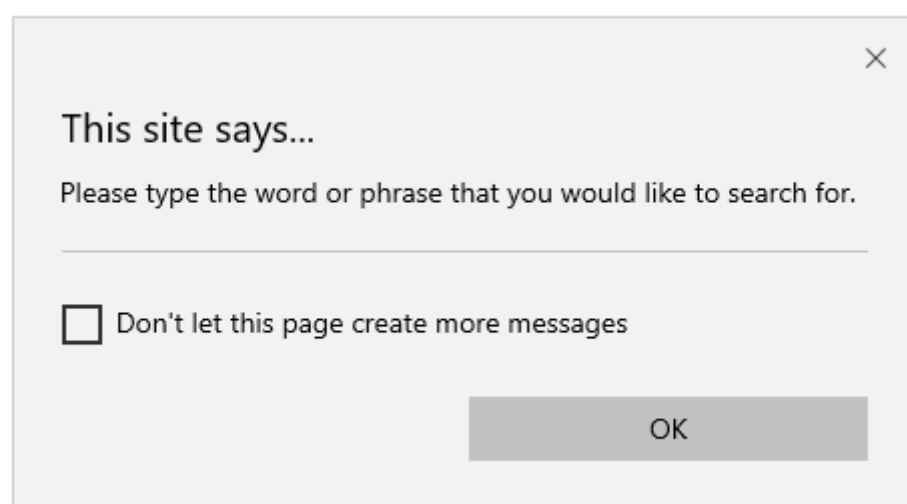 This site says...
Please type the word or phrase that you would like to search for.
Don't let this page create more messages
OK